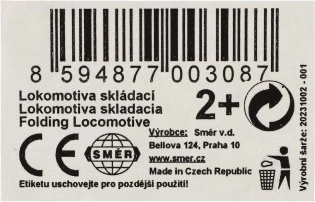 8 594877 003087
Lokomotiva skládací
Lokomotiva skladacia
Folding Locomotive
2+
CE
SMĚR
Výrobce: Směr v.d.
Bellova 124, Praha 10
www.smer.cz
Made in Czech Republic
Etiketu uschovejte pro pozdější použití!
Výrobní šarže: 20231002 - 001